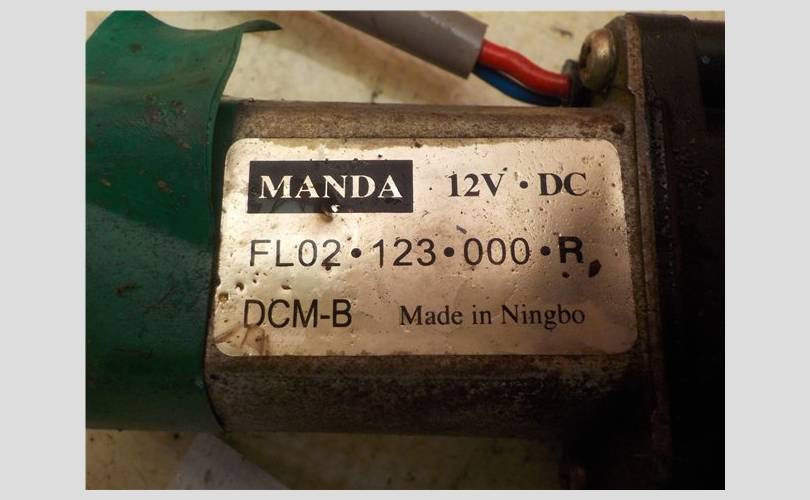 MANDA 12V • DC
FL02•123•000•R
DCM-B Made in Ningbo